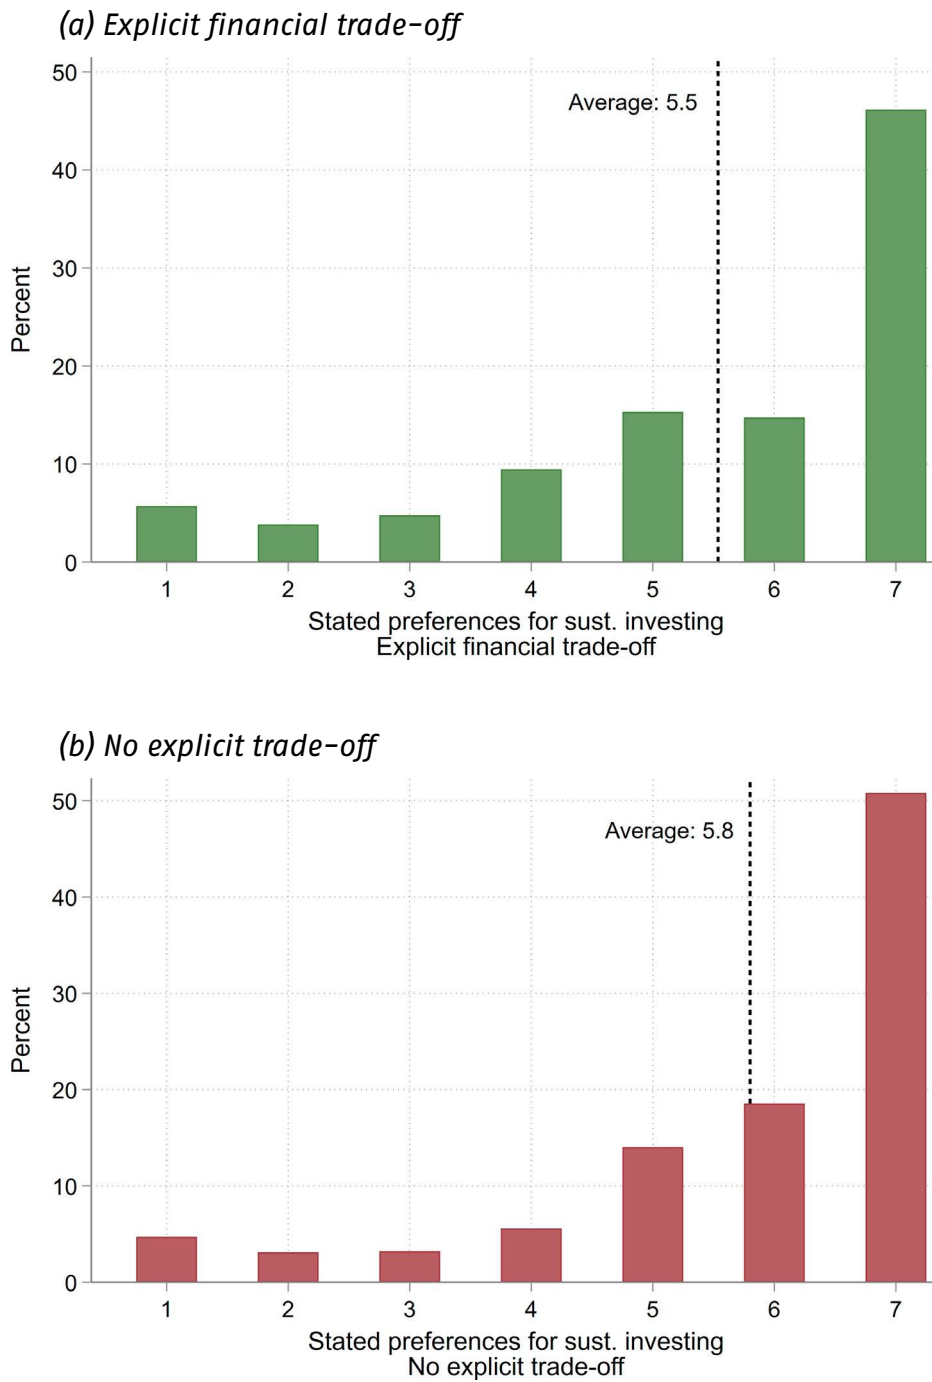 (a) Explicit financial trade-off
50
Average: 5.5
40
30
Percent
20
10
0
1 2 3 4 5 6 7
Stated preferences for sust. investing
Explicit financial trade-off
(b) No explicit trade-off
50
Average: 5.8
40
30
Percent
20
10
0
1 2 3 4 5 6 7
Stated preferences for sust. investing
No explicit trade-off